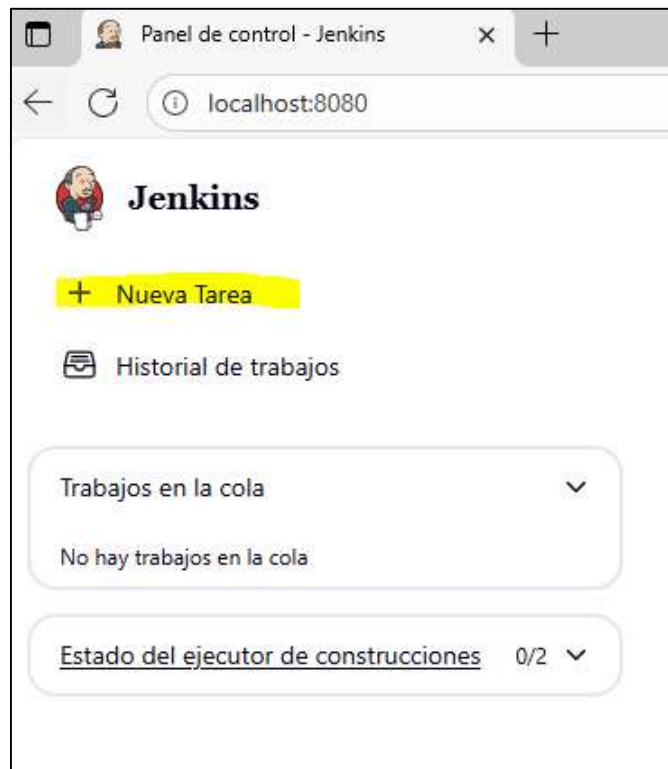 Panel de control - Jenkins
localhost:8080
Jenkins
+ Nueva Tarea
Historial de trabajos
Trabajos en la cola
No hay trabajos en la cola
Estado del ejecutor de construcciones 0/2